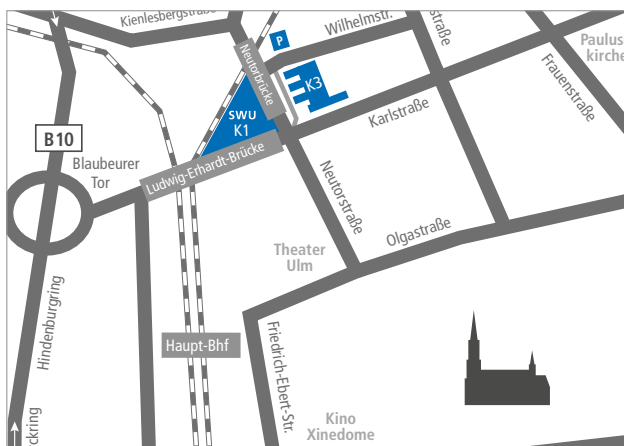 Kienlesbergstraße
Wilhelmstr.
P
Neutorbrücke
straße
Paulus-
kirche
Frauenstraße
K3
SWU
K1
Karlstraße
B10
Blaubeurer
Tor
Ludwig-Erhardt-Brücke
Neutorstraße
Olgastraße
Theater
Ulm
Hindenburgring
Haupt-Bhf
Friedrich-Ebert-Str.
Kino
Xinedome
ckring